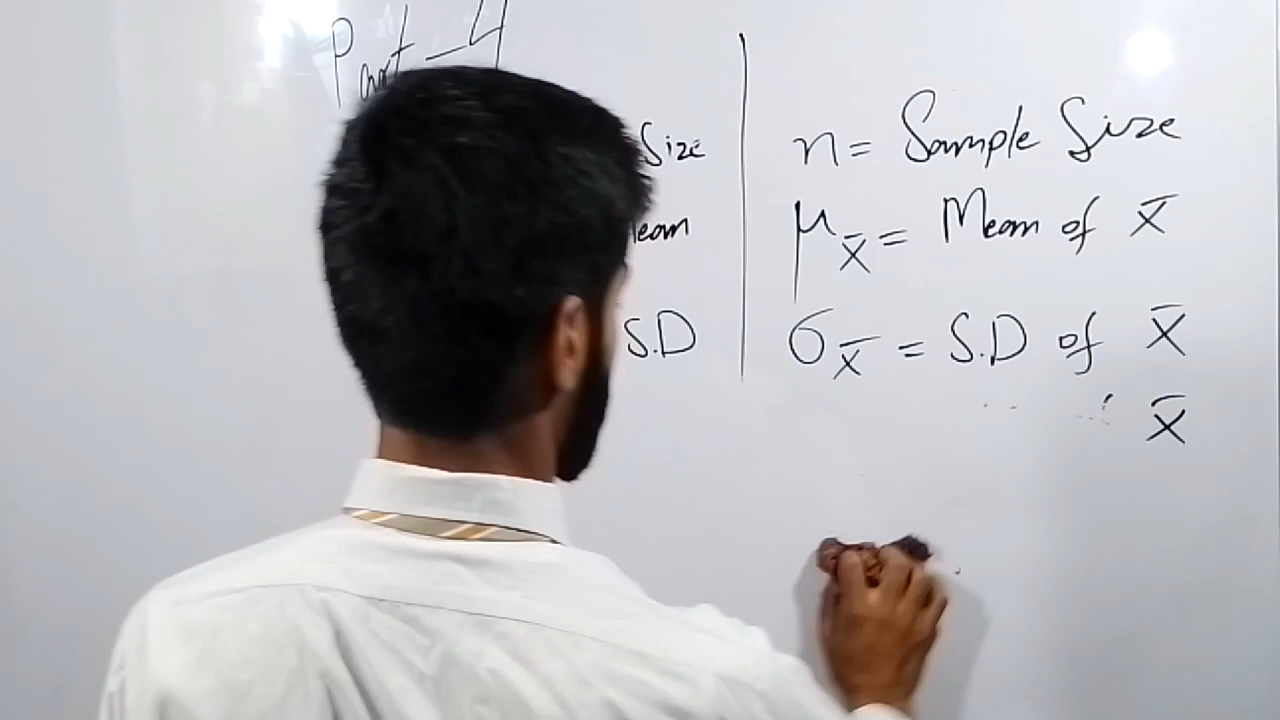 Part-4
Size
n = Sample Size
Mean
μx̄ = Mean of x̄
S.D
σx̄ = S.D of x̄
x̄